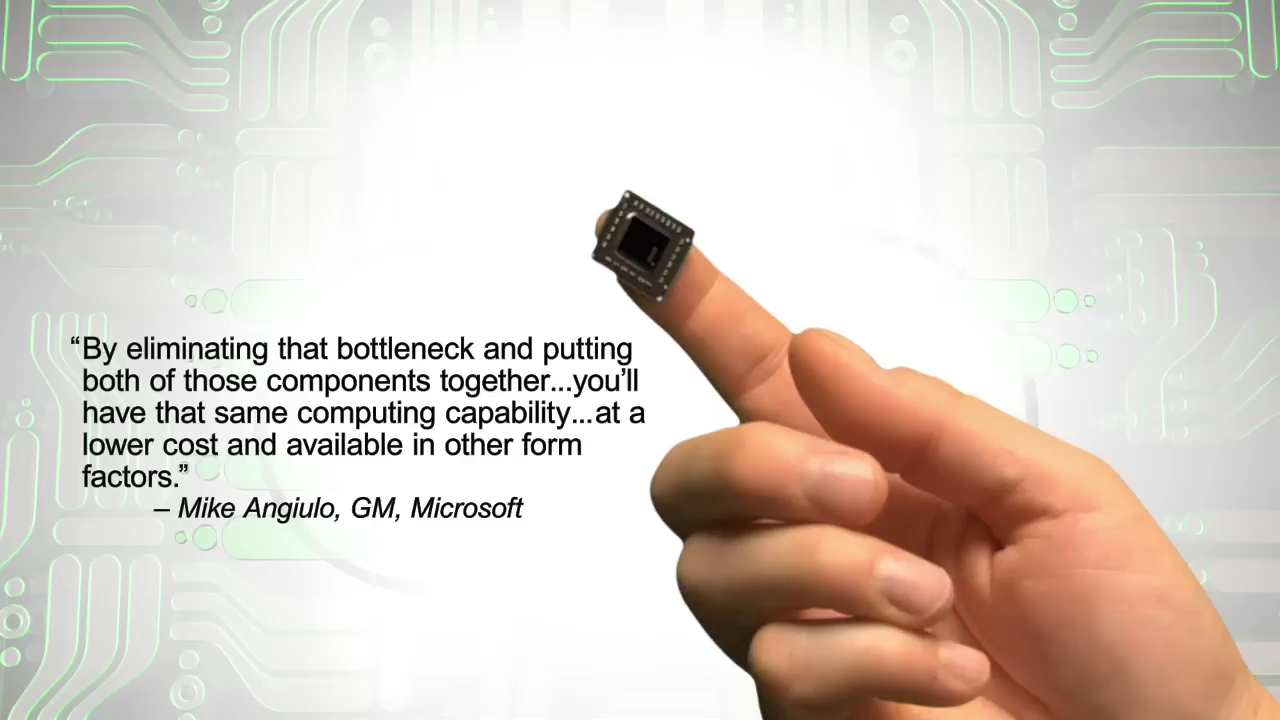 “By eliminating that bottleneck and putting
both of those components together...you’ll
have that same computing capability...at a
lower cost and available in other form
factors.”
– Mike Angiulo, GM, Microsoft